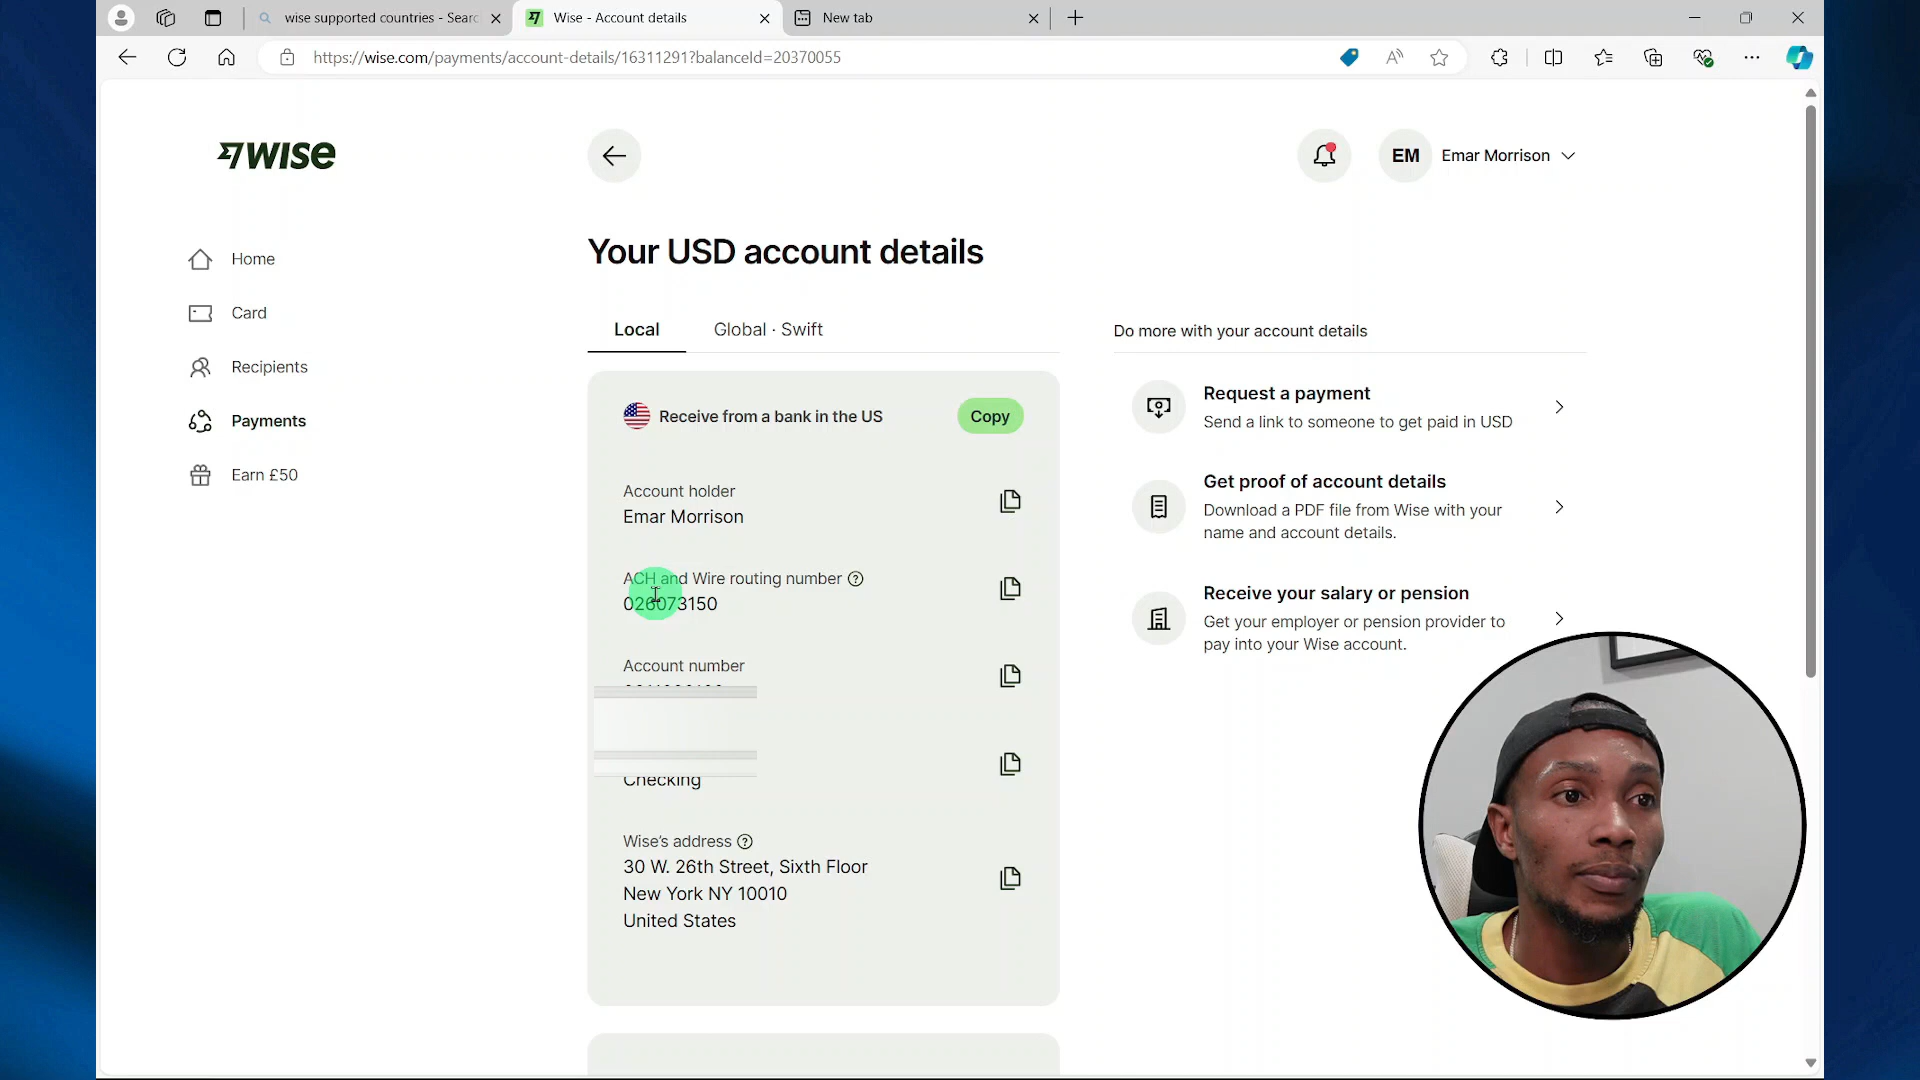 wise supported countries - Searc
Wise - Account details
New tab
https://wise.com/payments/account-details/16311291?balanceId=20370055
WISE
EM
Emar Morrison
Home
Card
Recipients
Payments
Earn £50
Your USD account details
Local
Global · Swift
Receive from a bank in the US
Copy
Account holder
Emar Morrison
ACH and Wire routing number
026073150
Account number
Checking
Wise's address
30 W. 26th Street, Sixth Floor
New York NY 10010
United States
Do more with your account details
Request a payment
Send a link to someone to get paid in USD
Get proof of account details
Download a PDF file from Wise with your
name and account details.
Receive your salary or pension
Get your employer or pension provider to
pay into your Wise account.